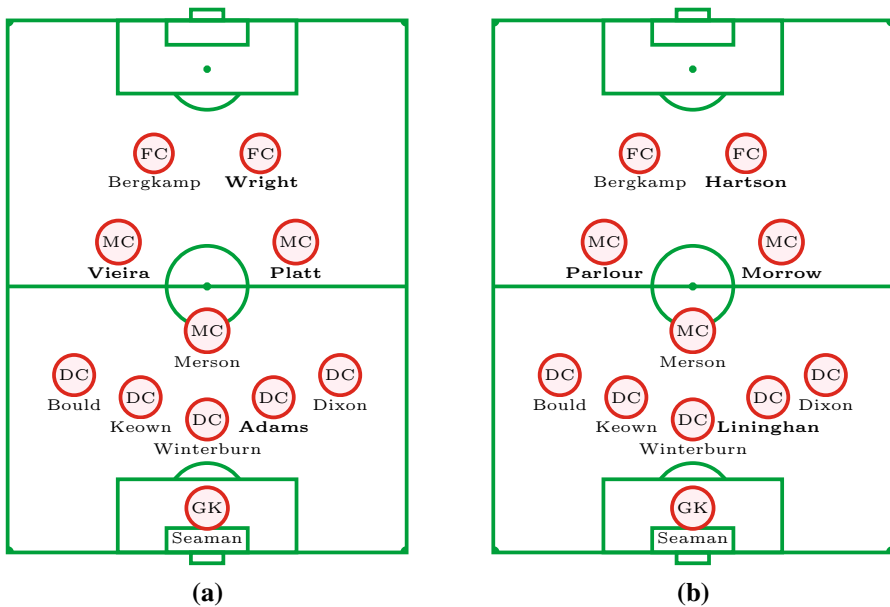 FC FC
Bergkamp Wright
MC MC
Vieira Platt
MC
Merson
DC DC
Bould Dixon
DC DC
Keown Adams
DC
Winterburn
GK
Seaman
(a)
FC FC
Bergkamp Hartson
MC MC
Parlour Morrow
MC
Merson
DC DC
Bould Dixon
DC DC
Keown Lininghan
DC
Winterburn
GK
Seaman
(b)